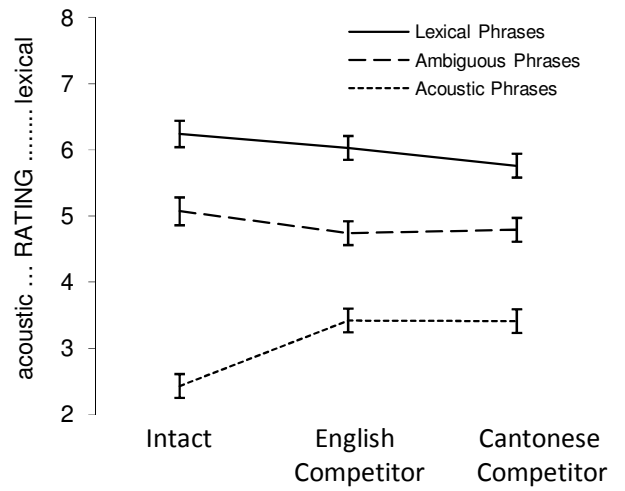 8
7
6
5
4
3
2
acoustic ... RATING ........ lexical
Lexical Phrases
Ambiguous Phrases
Acoustic Phrases
Intact
English
Competitor
Cantonese
Competitor